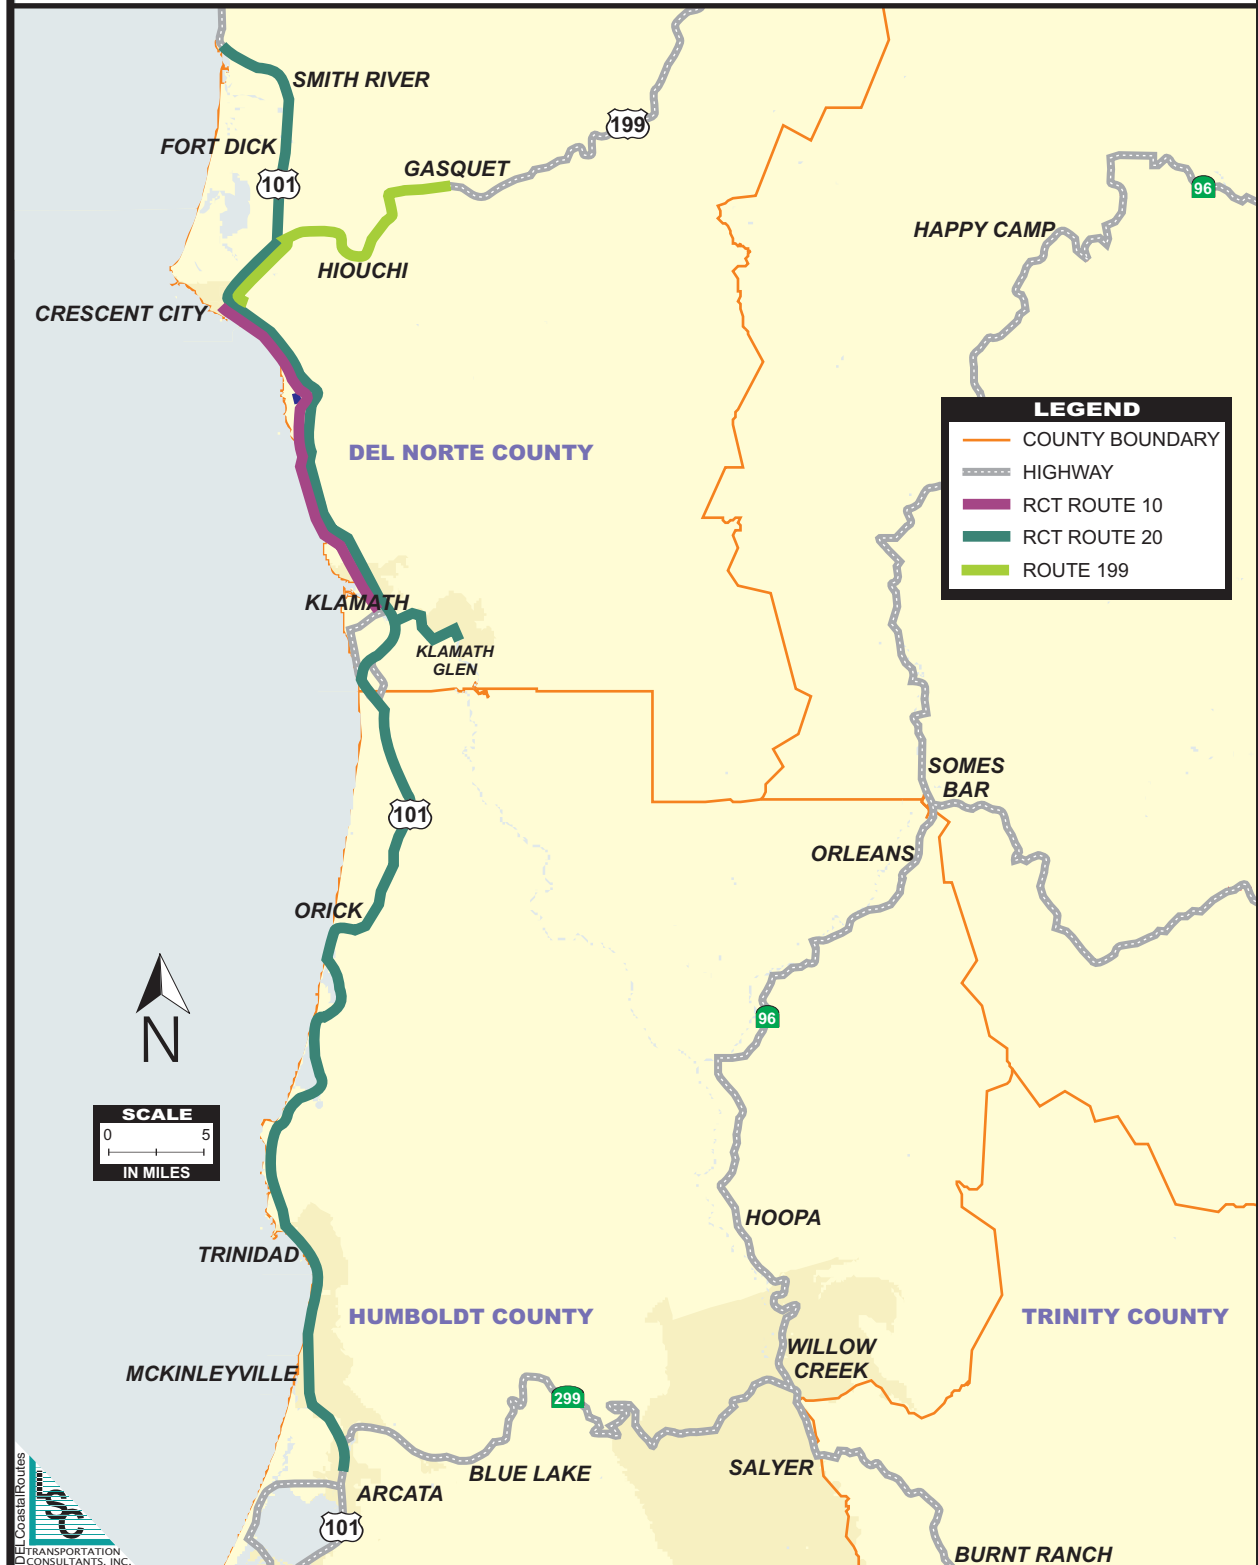 SMITH RIVER
FORT DICK
199
101
GASQUET
96
HAPPY CAMP
HIOUCHI
CRESCENT CITY
LEGEND
COUNTY BOUNDARY
HIGHWAY
RCT ROUTE 10
RCT ROUTE 20
ROUTE 199
DEL NORTE COUNTY
KLAMATH
KLAMATH
GLEN
SOMES
BAR
101
ORLEANS
ORICK
96
N
SCALE
0 5
IN MILES
HOOPA
TRINIDAD
HUMBOLDT COUNTY
TRINITY COUNTY
WILLOW
CREEK
MCKINLEYVILLE
299
BLUE LAKE
SALYER
ARCATA
101
BURNT RANCH
DELCoastalRoutes
LSC
TRANSPORTATION
CONSULTANTS, INC.